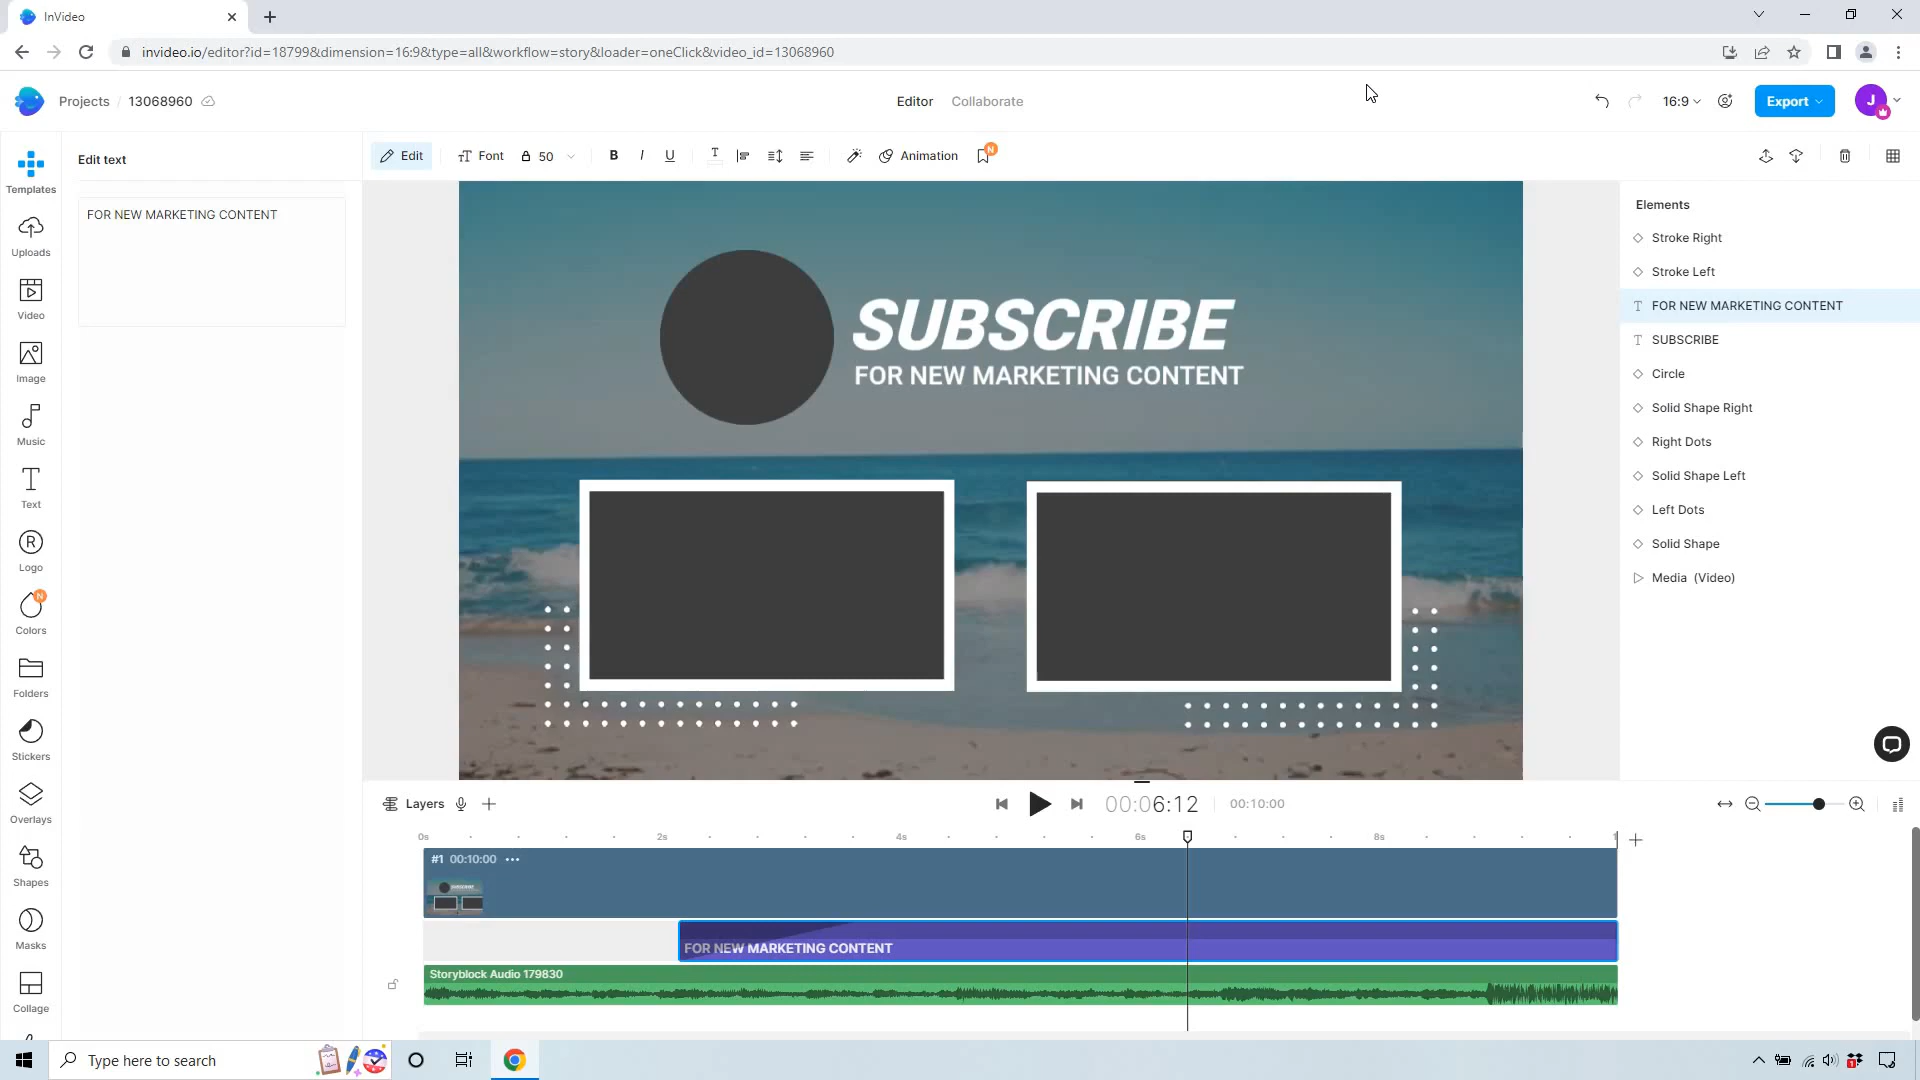 InVideo
invideo.io/editor?id=18799&dimension=16:9&type=all&workflow=story&loader=oneClick&video_id=13068960
Projects / 13068960
Editor Collaborate
16:9
Export
J
Edit text
Edit
Font
50
B I U
Animation
N
Templates
Uploads
Video
Image
Music
Text
Logo
N
Colors
Folders
Stickers
Overlays
Shapes
Masks
Collage
FOR NEW MARKETING CONTENT
SUBSCRIBE
FOR NEW MARKETING CONTENT
Elements
Stroke Right
Stroke Left
FOR NEW MARKETING CONTENT
SUBSCRIBE
Circle
Solid Shape Right
Right Dots
Solid Shape Left
Left Dots
Solid Shape
Media (Video)
Layers
00:06:12
00:10:00
0s 2s 4s 6s 8s 1
#1 00:10:00
FOR NEW MARKETING CONTENT
Storyblock Audio 179830
Type here to search